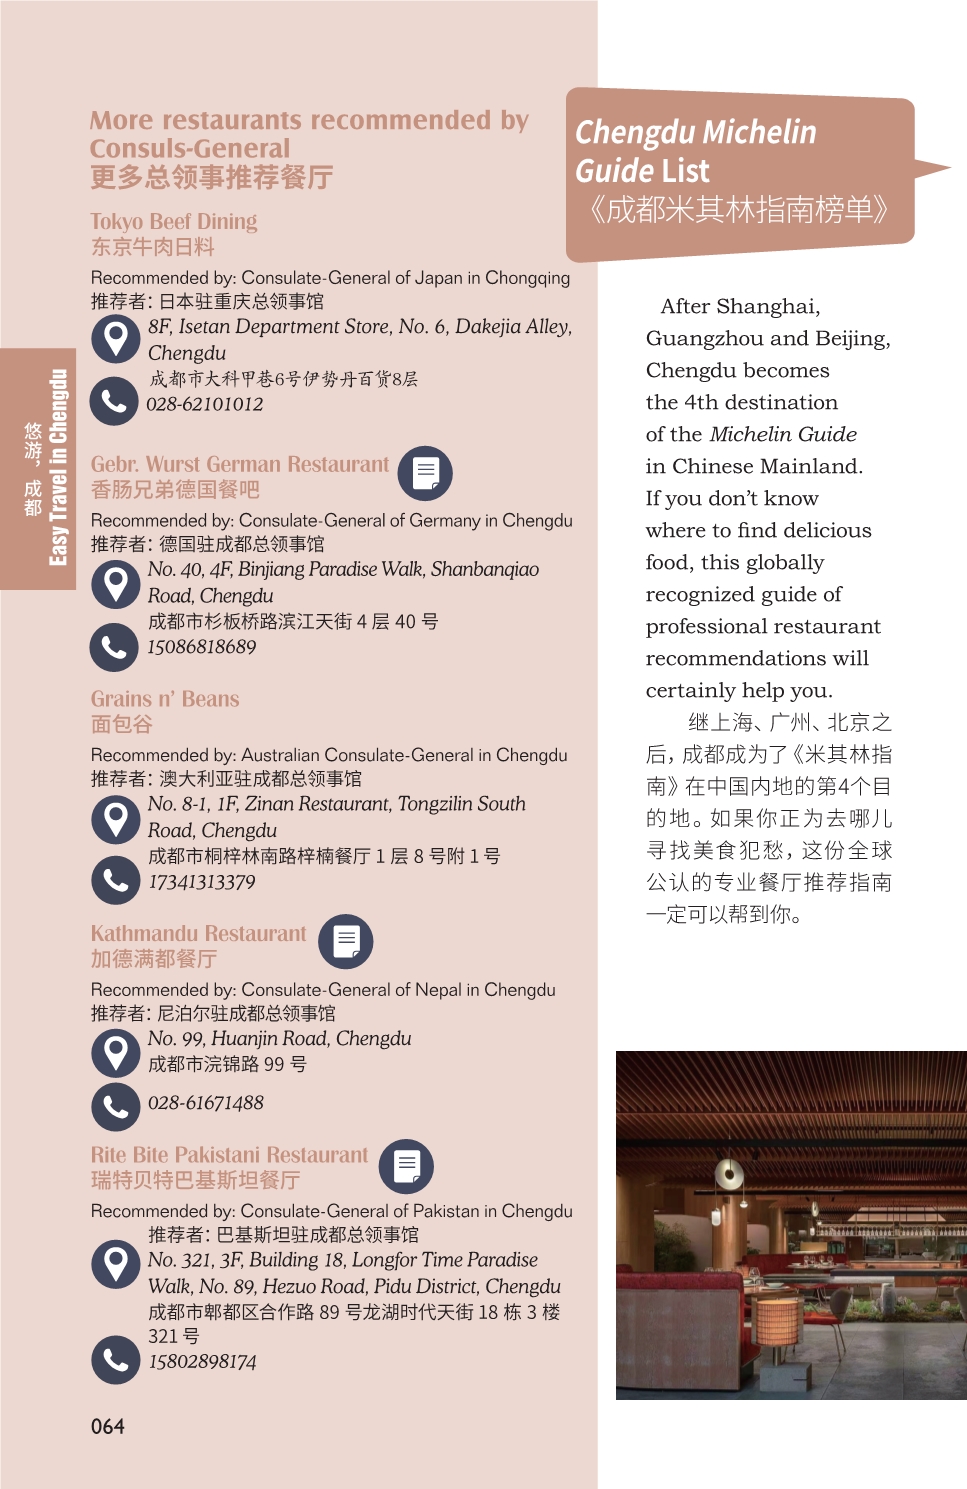 More restaurants recommended by
Consuls-General
更多总领事推荐餐厅
Tokyo Beef Dining
东京牛肉日料
Recommended by: Consulate-General of Japan in Chongqing
推荐者：日本驻重庆总领事馆
8F, Isetan Department Store, No. 6, Dakejia Alley,
Chengdu
成都市大科甲巷6号伊势丹百货8层
028-62101012
Gebr. Wurst German Restaurant
香肠兄弟德国餐吧
Recommended by: Consulate-General of Germany in Chengdu
推荐者：德国驻成都总领事馆
No. 40, 4F, Binjiang Paradise Walk, Shanbanqiao
Road, Chengdu
成都市杉板桥路滨江天街 4 层 40 号
15086818689
Grains n’ Beans
面包谷
Recommended by: Australian Consulate-General in Chengdu
推荐者：澳大利亚驻成都总领事馆
No. 8-1, 1F, Zinan Restaurant, Tongzilin South
Road, Chengdu
成都市桐梓林南路梓楠餐厅 1 层 8 号附 1 号
17341313379
Kathmandu Restaurant
加德满都餐厅
Recommended by: Consulate-General of Nepal in Chengdu
推荐者：尼泊尔驻成都总领事馆
No. 99, Huanjin Road, Chengdu
成都市浣锦路 99 号
028-61671488
Rite Bite Pakistani Restaurant
瑞特贝特巴基斯坦餐厅
Recommended by: Consulate-General of Pakistan in Chengdu
推荐者：巴基斯坦驻成都总领事馆
No. 321, 3F, Building 18, Longfor Time Paradise
Walk, No. 89, Hezuo Road, Pidu District, Chengdu
成都市郫都区合作路 89 号龙湖时代天街 18 栋 3 楼
321 号
15802898174
064
悠游，成都
Easy Travel in Chengdu
Chengdu Michelin
Guide List
《成都米其林指南榜单》
After Shanghai,
Guangzhou and Beijing,
Chengdu becomes
the 4th destination
of the Michelin Guide
in Chinese Mainland.
If you don’t know
where to find delicious
food, this globally
recognized guide of
professional restaurant
recommendations will
certainly help you.
继上海、广州、北京之
后，成都成为了《米其林指
南》在中国内地的第4个目
的地。如果你正为去哪儿
寻找美食犯愁，这份全球
公认的专业餐厅推荐指南
一定可以帮到你。